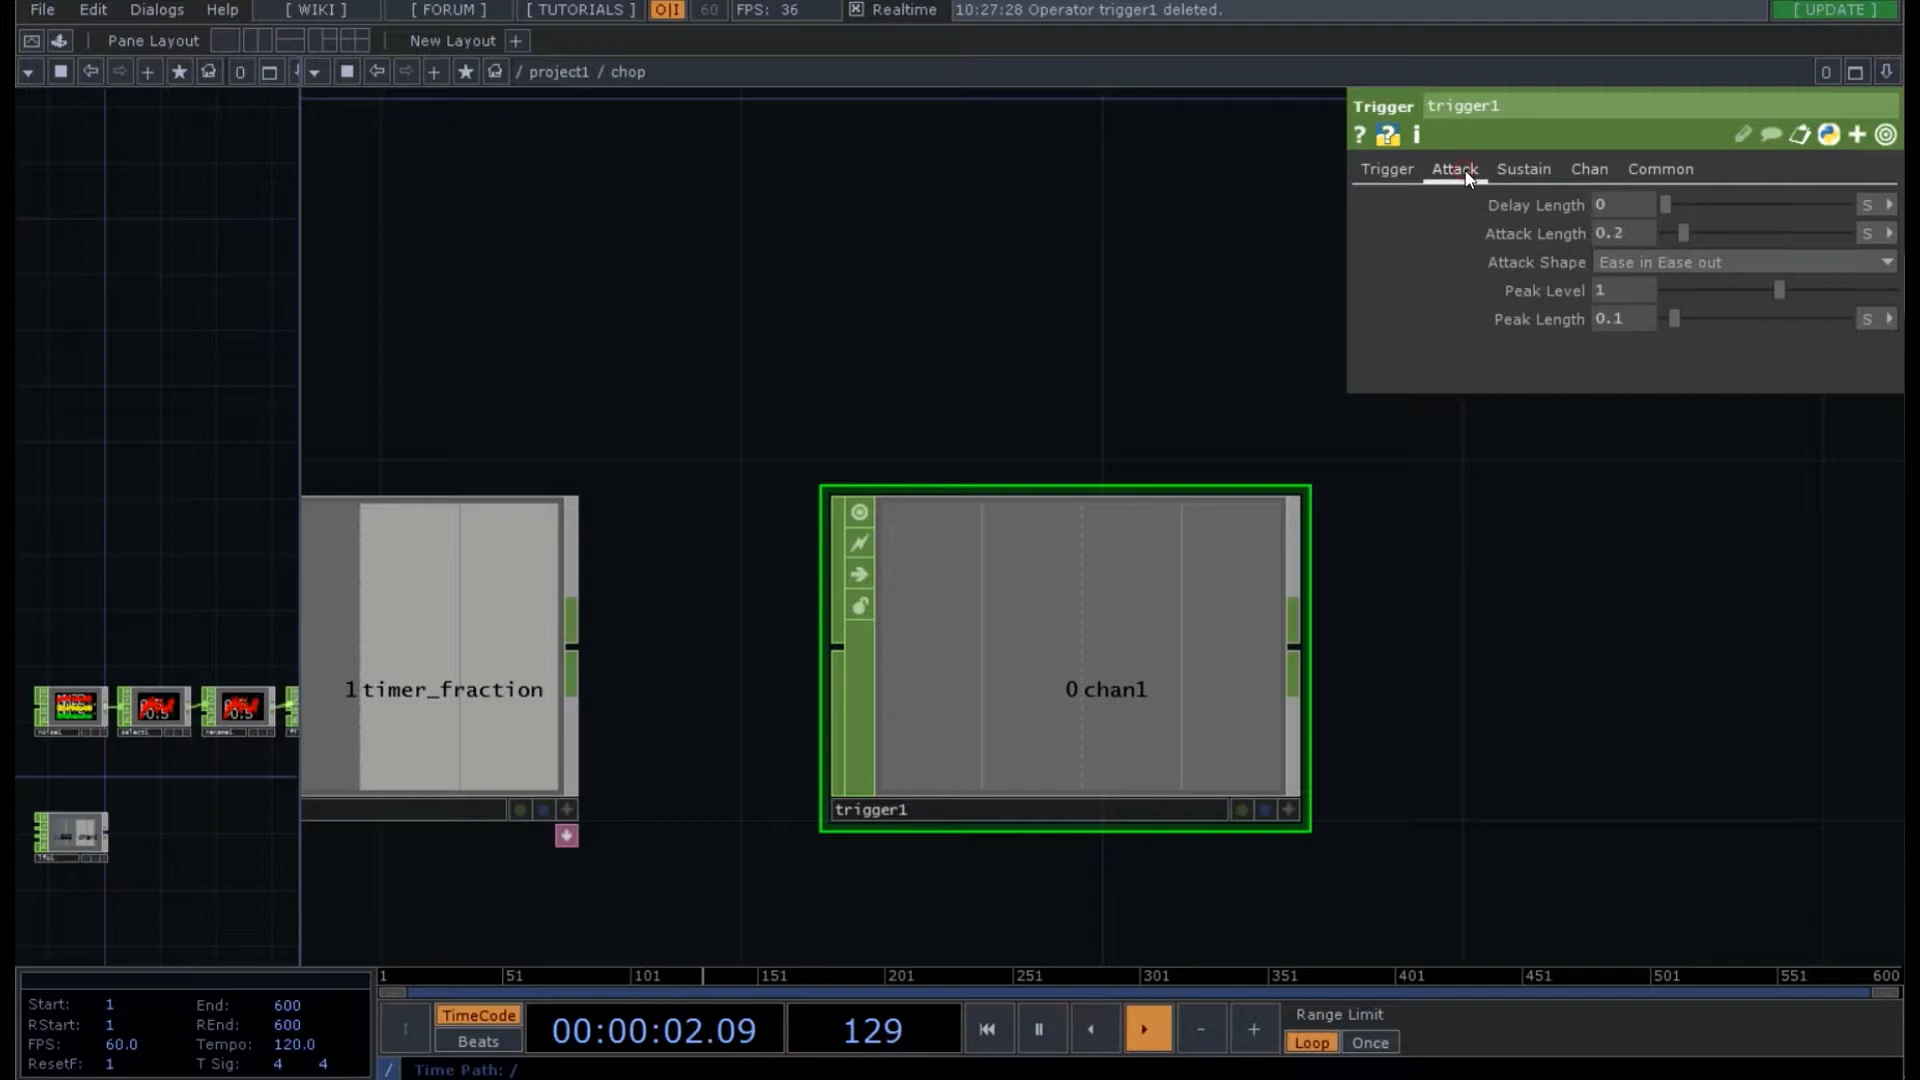 File Edit Dialogs Help [ WIKI ] [ FORUM ] [ TUTORIALS ] O|I 60 FPS: 36 Realtime 10:27:28 Operator trigger1 deleted. [ UPDATE ]
Pane Layout New Layout +
0 / project1 / chop 0
Trigger trigger1
? ? i
Trigger Attack Sustain Chan Common
Delay Length 0 S
Attack Length 0.2 S
Attack Shape Ease in Ease out
Peak Level 1
Peak Length 0.1 S
1 timer_fraction
0 chan1
trigger1
1 51 101 151 201 251 301 351 401 451 501 551 600
Start: 1 End: 600
RStart: 1 REnd: 600
FPS: 60.0 Tempo: 120.0
ResetF: 1 T Sig: 4 4
TimeCode
Beats
00:00:02.09 129
- +
Range Limit
Loop Once
/ Time Path: /